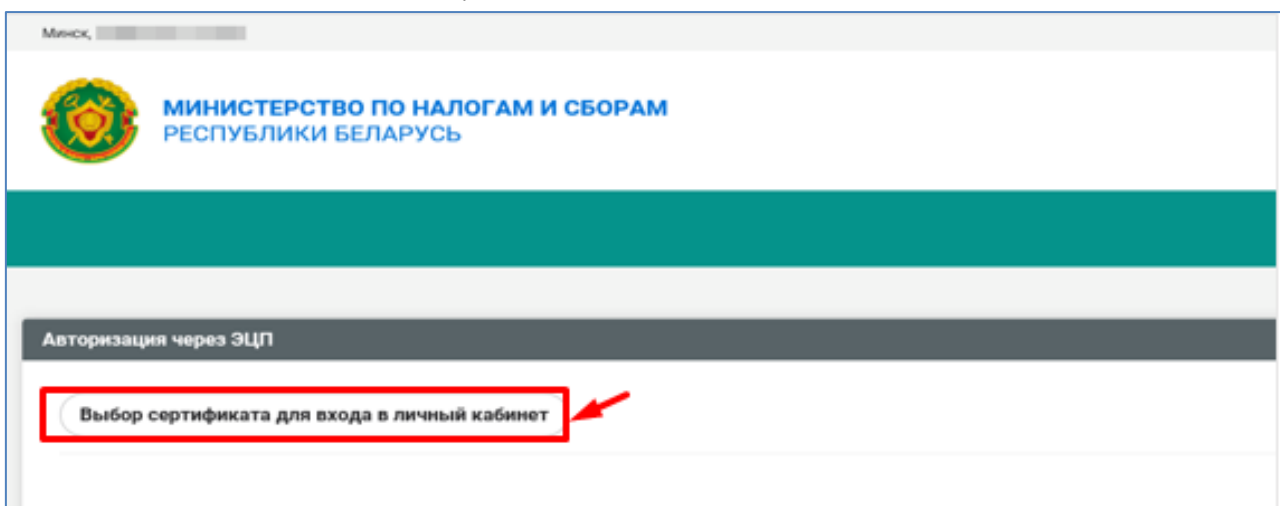 Минск,
МИНИСТЕРСТВО ПО НАЛОГАМ И СБОРАМ
РЕСПУБЛИКИ БЕЛАРУСЬ
Авторизация через ЭЦП
Выбор сертификата для входа в личный кабинет